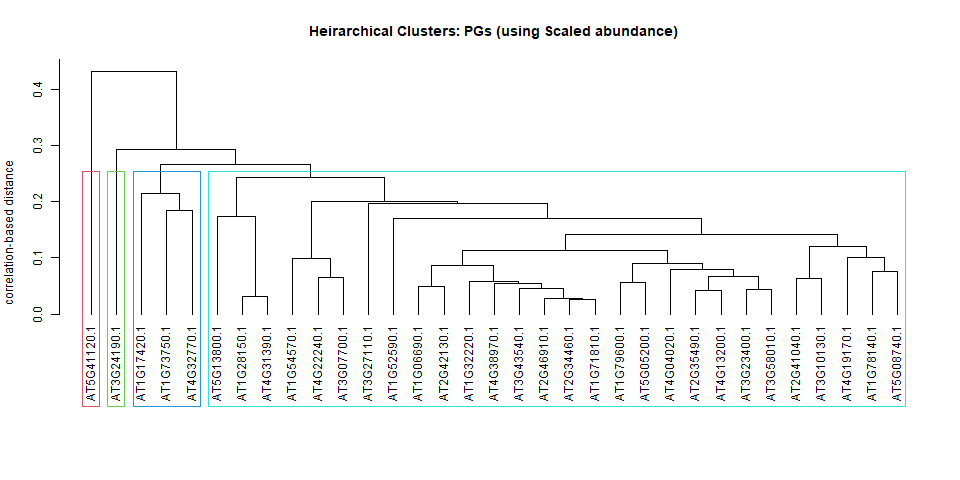 Heirarchical Clusters: PGs (using Scaled abundance)
correlation-based distance
0.4
0.3
0.2
0.1
0.0
AT5G41120.1
AT3G24190.1
AT1G17420.1
AT1G73750.1
AT4G32770.1
AT5G13800.1
AT1G28150.1
AT4G31390.1
AT1G54570.1
AT4G22240.1
AT3G07700.1
AT3G27110.1
AT1G52590.1
AT1G06690.1
AT2G42130.1
AT1G32220.1
AT4G38970.1
AT3G43540.1
AT2G46910.1
AT2G34460.1
AT1G71810.1
AT1G79600.1
AT5G05200.1
AT4G04020.1
AT2G35490.1
AT4G13200.1
AT3G23400.1
AT3G58010.1
AT2G41040.1
AT3G10130.1
AT4G19170.1
AT1G78140.1
AT5G08740.1